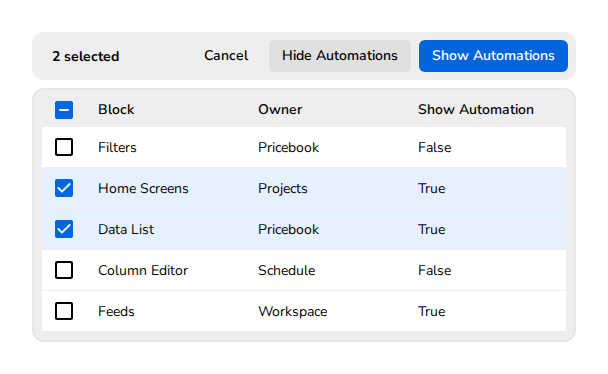 2 selected Cancel Hide Automations Show Automations
Block Owner Show Automation
Filters Pricebook False
Home Screens Projects True
Data List Pricebook True
Column Editor Schedule False
Feeds Workspace True